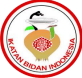 IKATAN BIDAN INDONESIA